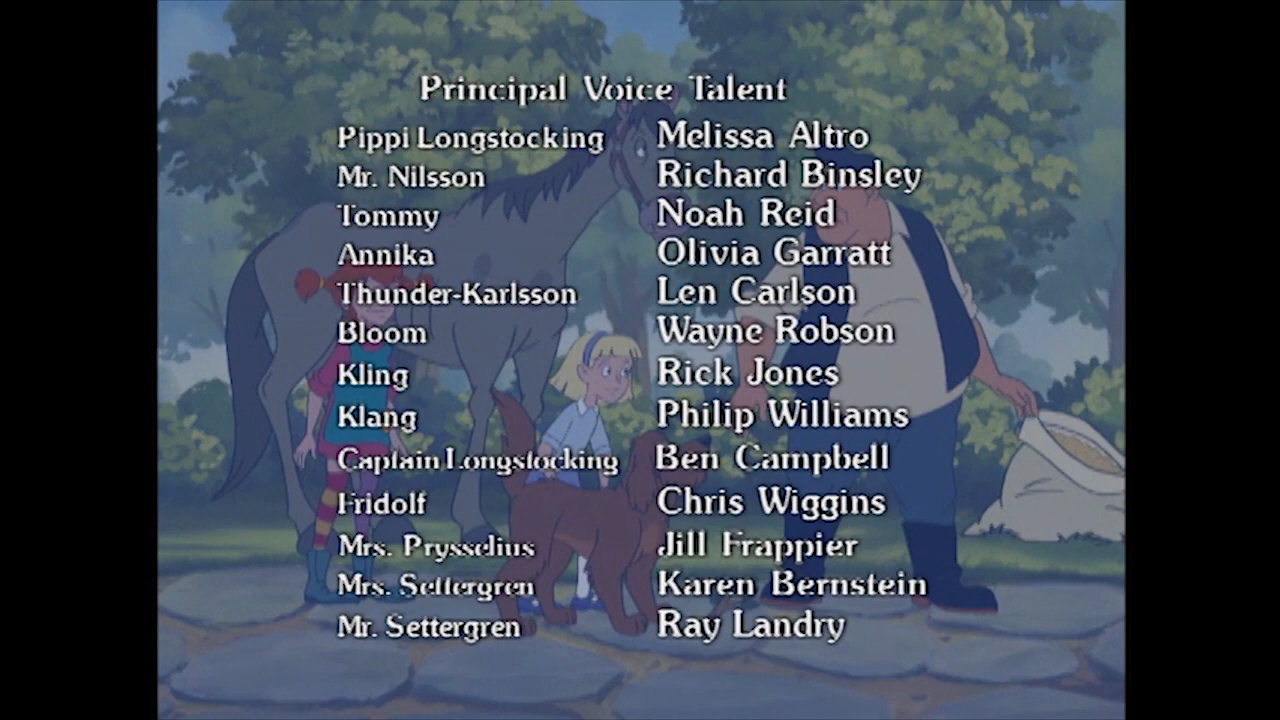 Principal Voice Talent
Pippi Longstocking Melissa Altro
Mr. Nilsson Richard Binsley
Tommy Noah Reid
Annika Olivia Garratt
Thunder-Karlsson Len Carlson
Bloom Wayne Robson
Kling Rick Jones
Klang Philip Williams
Captain Longstocking Ben Campbell
Fridolf Chris Wiggins
Mrs. Prysselius Jill Frappier
Mrs. Settergren Karen Bernstein
Mr. Settergren Ray Landry